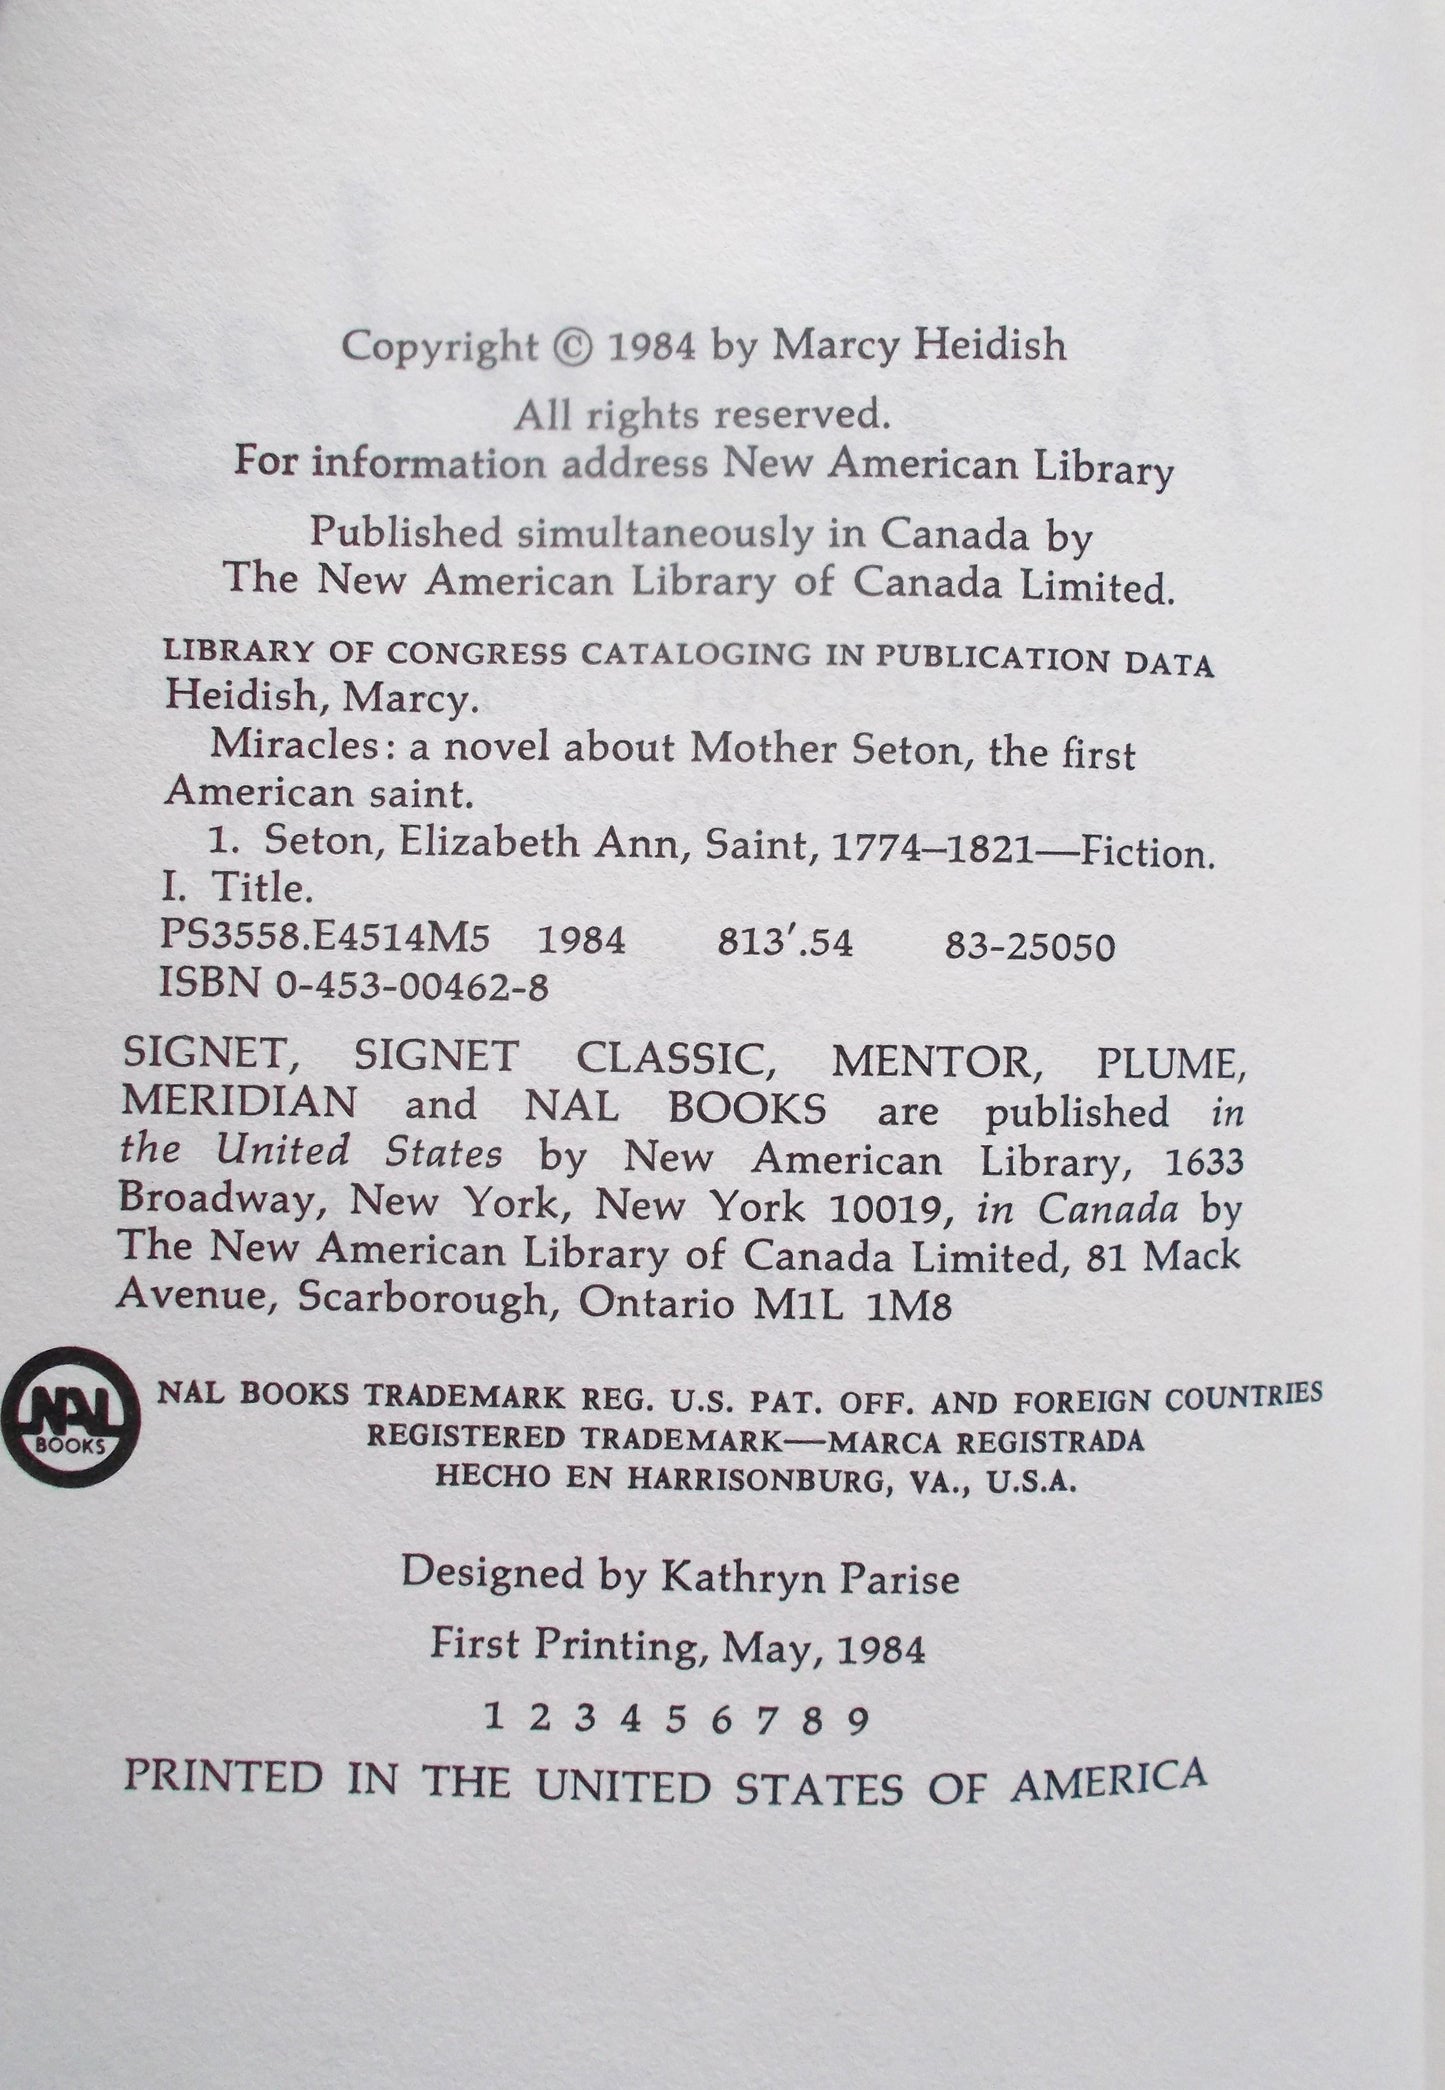 Copyright © 1984 by Marcy Heidish
All rights reserved.
For information address New American Library
Published simultaneously in Canada by
The New American Library of Canada Limited.
LIBRARY OF CONGRESS CATALOGING IN PUBLICATION DATA
Heidish, Marcy.
Miracles: a novel about Mother Seton, the first
American saint.
1. Seton, Elizabeth Ann, Saint, 1774–1821—Fiction.
I. Title.
PS3558.E4514M5 1984 813′.54 83-25050
ISBN 0-453-00462-8
SIGNET, SIGNET CLASSIC, MENTOR, PLUME,
MERIDIAN and NAL BOOKS are published in
the United States by New American Library, 1633
Broadway, New York, New York 10019, in Canada by
The New American Library of Canada Limited, 81 Mack
Avenue, Scarborough, Ontario M1L 1M8
NAL
BOOKS
NAL BOOKS TRADEMARK REG. U.S. PAT. OFF. AND FOREIGN COUNTRIES
REGISTERED TRADEMARK—MARCA REGISTRADA
HECHO EN HARRISONBURG, VA., U.S.A.
Designed by Kathryn Parise
First Printing, May, 1984
1 2 3 4 5 6 7 8 9
PRINTED IN THE UNITED STATES OF AMERICA